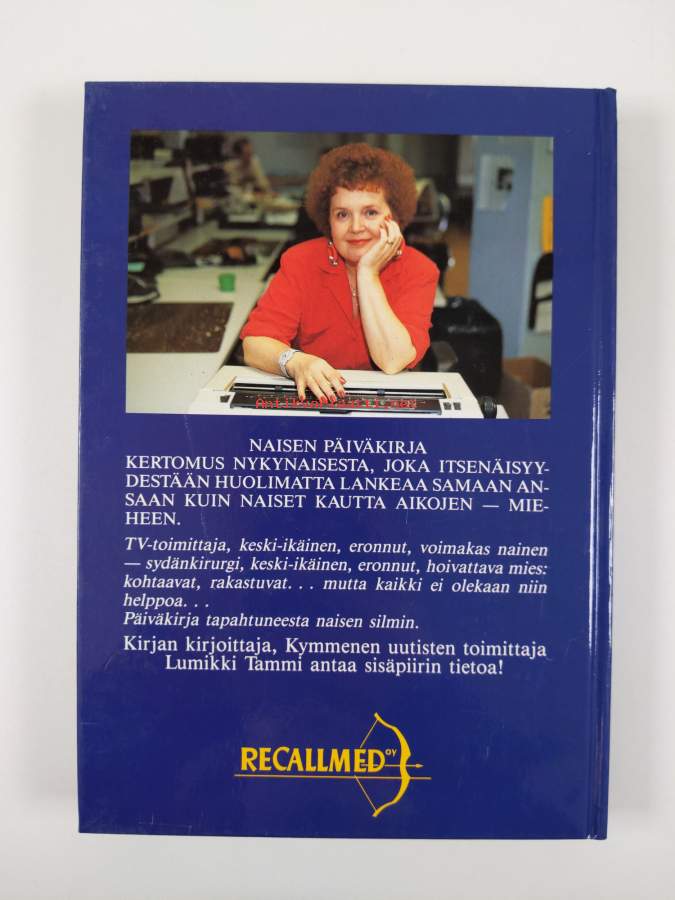 Antikvariaatti.net
NAISEN PÄIVÄKIRJA
KERTOMUS NYKYNAISESTA, JOKA ITSENÄISYY-
DESTÄÄN HUOLIMATTA LANKEAA SAMAAN AN-
SAAN KUIN NAISET KAUTTA AIKOJEN — MIE-
HEEN.
TV-toimittaja, keski-ikäinen, eronnut, voimakas nainen
— sydänkirurgi, keski-ikäinen, eronnut, hoivattava mies:
kohtaavat, rakastuvat. . . mutta kaikki ei olekaan niin
helppoa. . .
Päiväkirja tapahtuneesta naisen silmin.
Kirjan kirjoittaja, Kymmenen uutisten toimittaja
Lumikki Tammi antaa sisäpiirin tietoa!
RECALLMED OY